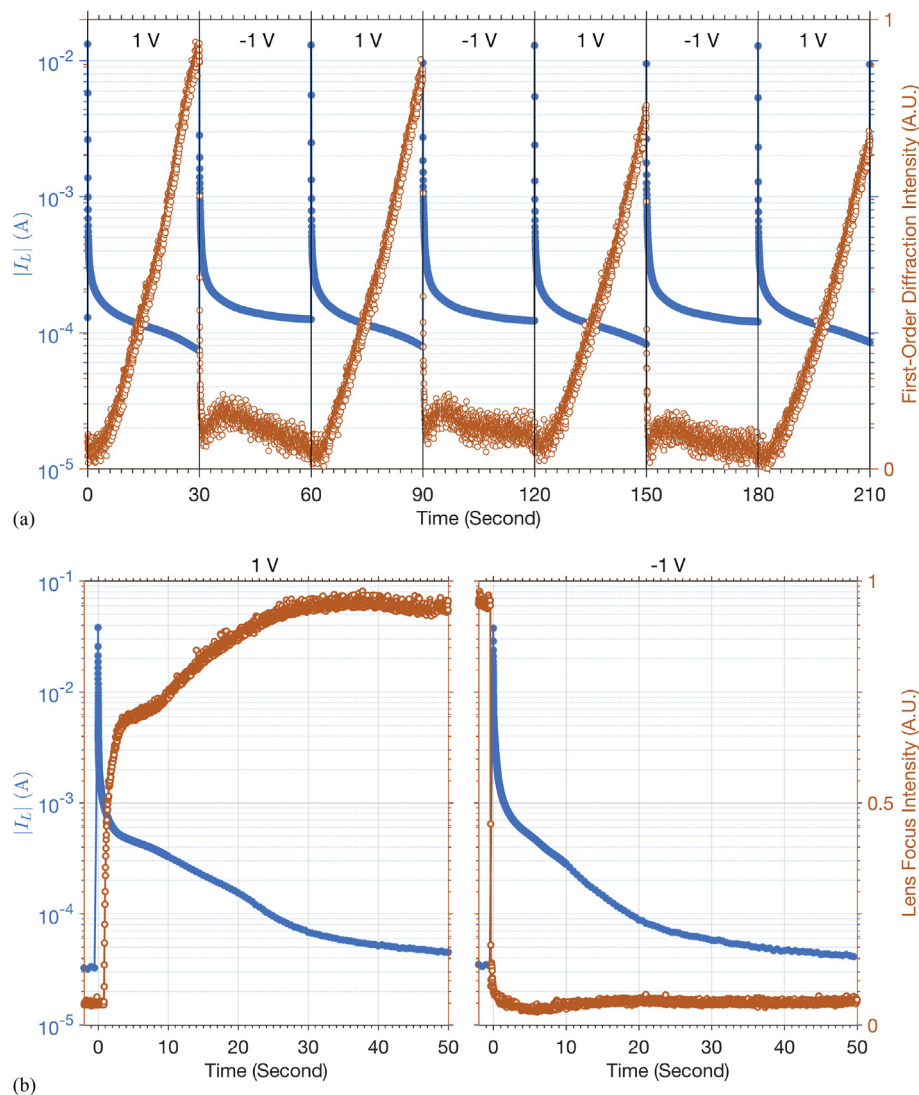 1 V -1 V 1 V -1 V 1 V -1 V 1 V
10⁻² 10⁻³ 10⁻⁴ 10⁻⁵
|I_L| (A)
1
0
First-Order Diffraction Intensity (A.U.)
0 30 60 90 120 150 180 210
Time (Second)
(a)
1 V -1 V
10⁻¹ 10⁻² 10⁻³ 10⁻⁴ 10⁻⁵
|I_L| (A)
1
0.5
0
Lens Focus Intensity (A.U.)
0 10 20 30 40 50 0 10 20 30 40 50
Time (Second) Time (Second)
(b)